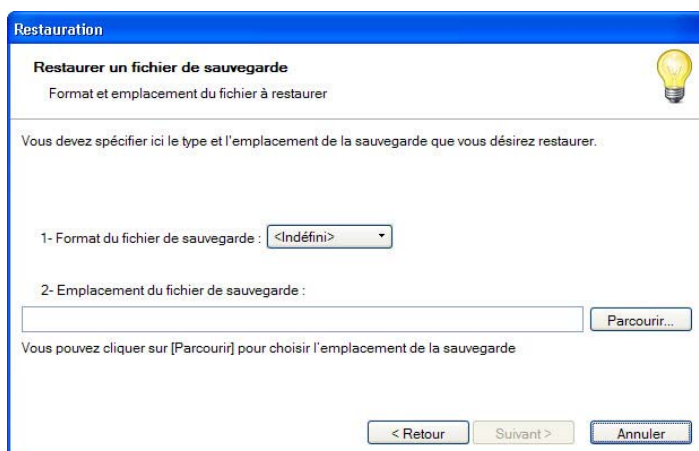 Restauration
Restaurer un fichier de sauvegarde
Format et emplacement du fichier à restaurer
Vous devez spécifier ici le type et l'emplacement de la sauvegarde que vous désirez restaurer.
1- Format du fichier de sauvegarde : <Indéfini>
2- Emplacement du fichier de sauvegarde :
Parcourir...
Vous pouvez cliquer sur [Parcourir] pour choisir l'emplacement de la sauvegarde
< Retour Suivant > Annuler